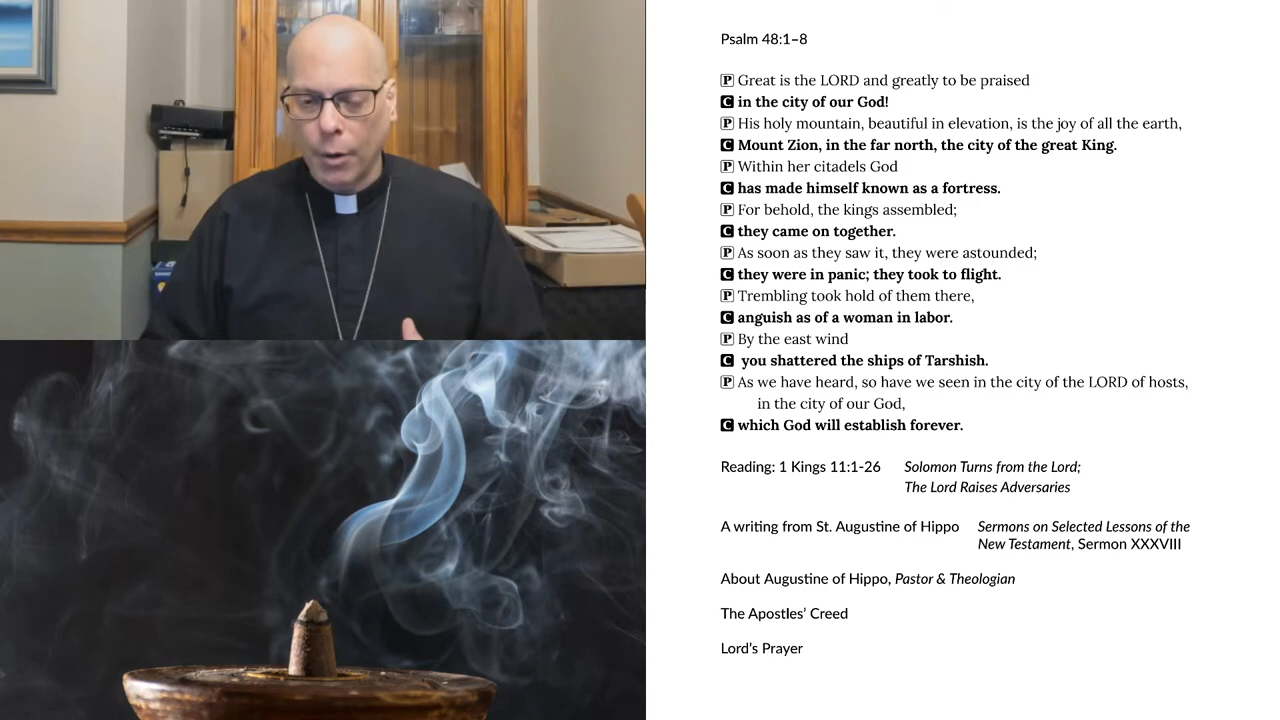 Psalm 48:1–8
P Great is the LORD and greatly to be praised
C in the city of our God!
P His holy mountain, beautiful in elevation, is the joy of all the earth,
C Mount Zion, in the far north, the city of the great King.
P Within her citadels God
C has made himself known as a fortress.
P For behold, the kings assembled;
C they came on together.
P As soon as they saw it, they were astounded;
C they were in panic; they took to flight.
P Trembling took hold of them there,
C anguish as of a woman in labor.
P By the east wind
C you shattered the ships of Tarshish.
P As we have heard, so have we seen in the city of the LORD of hosts,
in the city of our God,
C which God will establish forever.
Reading: 1 Kings 11:1-26 Solomon Turns from the Lord;
The Lord Raises Adversaries
A writing from St. Augustine of Hippo Sermons on Selected Lessons of the
New Testament, Sermon XXXVIII
About Augustine of Hippo, Pastor & Theologian
The Apostles' Creed
Lord's Prayer